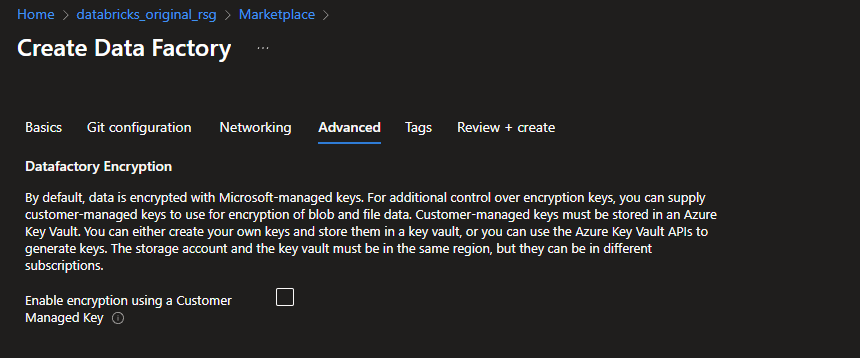 Home > databricks_original_rsg > Marketplace >
Create Data Factory ...
Basics Git configuration Networking Advanced Tags Review + create
Datafactory Encryption
By default, data is encrypted with Microsoft-managed keys. For additional control over encryption keys, you can supply
customer-managed keys to use for encryption of blob and file data. Customer-managed keys must be stored in an Azure
Key Vault. You can either create your own keys and store them in a key vault, or you can use the Azure Key Vault APIs to
generate keys. The storage account and the key vault must be in the same region, but they can be in different
subscriptions.
Enable encryption using a Customer
Managed Key